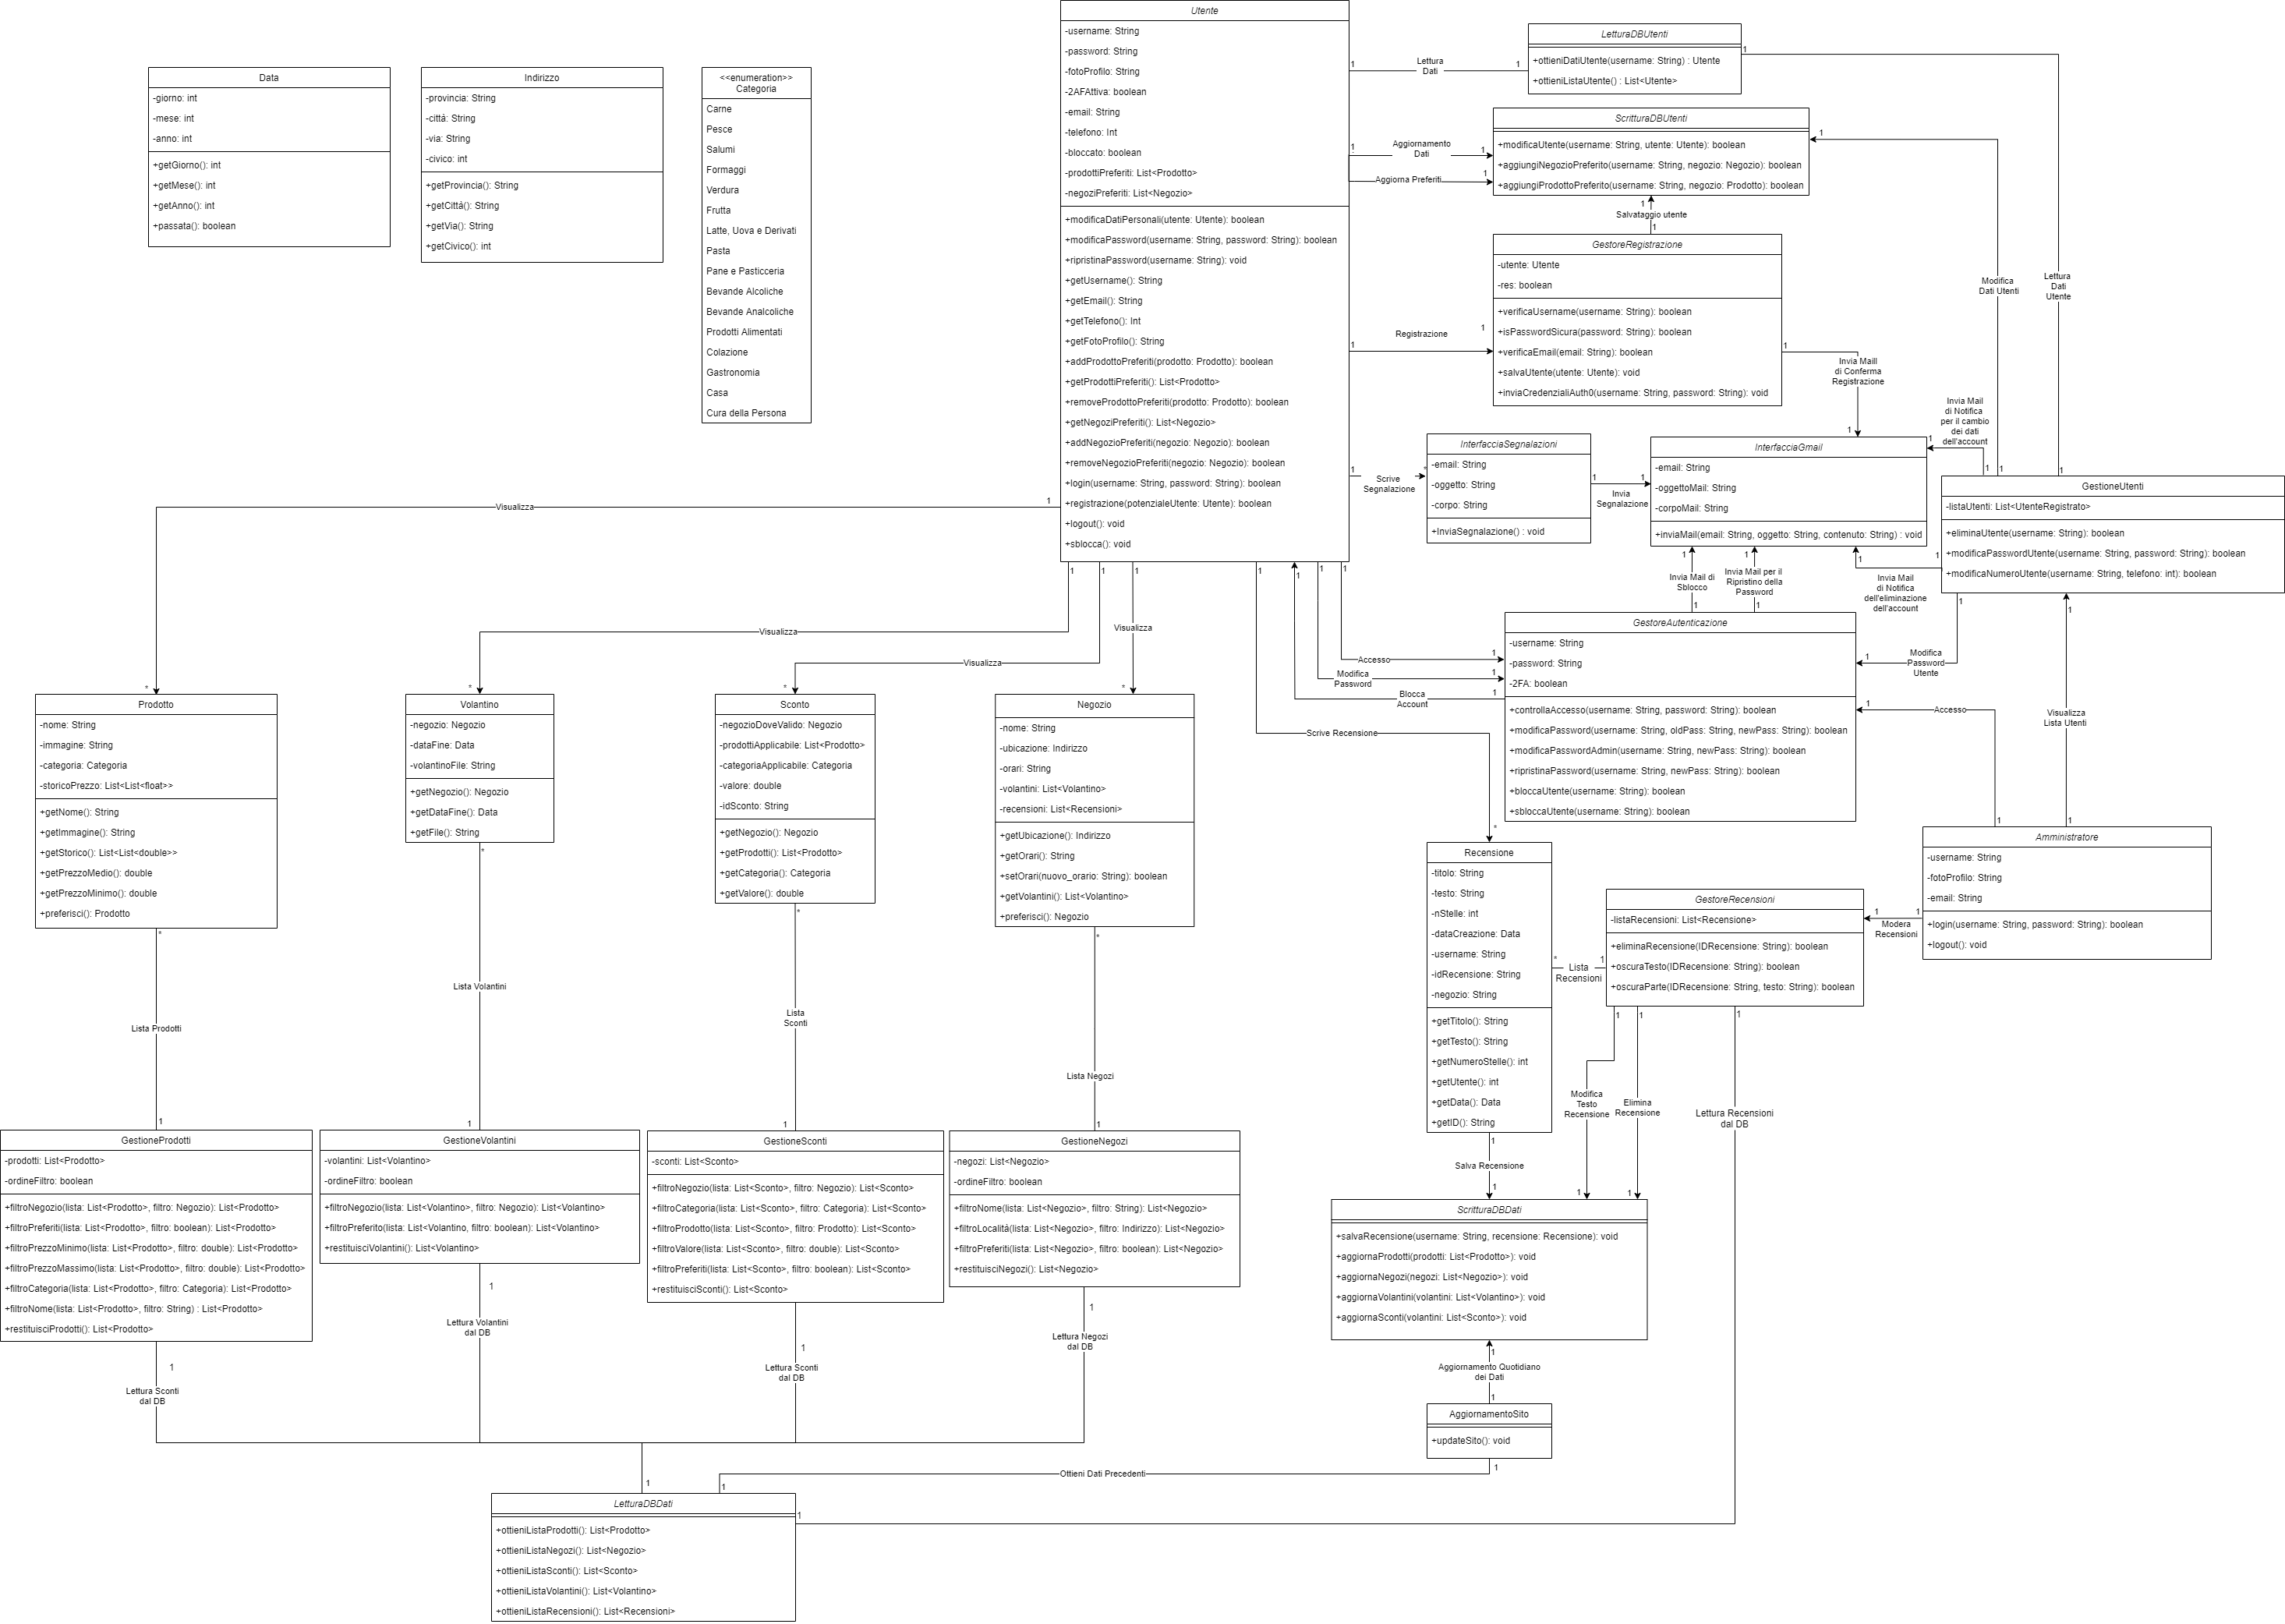 Utente
-username: String
-password: String
-fotoProfilo: String
-2AFAttiva: boolean
-email: String
-telefono: Int
-bloccato: boolean
-prodottiPreferiti: List<Prodotto>
-negoziPreferiti: List<Negozio>
+modificaDatiPersonali(utente: Utente): boolean
+modificaPassword(username: String, password: String): boolean
+ripristinaPassword(username: String): void
+getUsername(): String
+getEmail(): String
+getTelefono(): Int
+getFotoProfilo(): String
+addProdottoPreferiti(prodotto: Prodotto): boolean
+getProdottiPreferiti(): List<Prodotto>
+removeProdottoPreferiti(prodotto: Prodotto): boolean
+getNegoziPreferiti(): List<Negozio>
+addNegozioPreferiti(negozio: Negozio): boolean
+removeNegozioPreferiti(negozio: Negozio): boolean
+login(username: String, password: String): boolean
+registrazione(potenzialeUtente: Utente): boolean
+logout(): void
+sblocca(): void
Data
-giorno: int
-mese: int
-anno: int
+getGiorno(): int
+getMese(): int
+getAnno(): int
+passata(): boolean
Indirizzo
-provincia: String
-cittá: String
-via: String
-civico: int
+getProvincia(): String
+getCittá(): String
+getVia(): String
+getCivico(): int
<<enumeration>>
Categoria
Carne
Pesce
Salumi
Formaggi
Verdura
Frutta
Latte, Uova e Derivati
Pasta
Pane e Pasticceria
Bevande Alcoliche
Bevande Analcoliche
Prodotti Alimentati
Colazione
Gastronomia
Casa
Cura della Persona
LetturaDBUtenti
+ottieniDatiUtente(username: String) : Utente
+ottieniListaUtente() : List<Utente>
1
Lettura
Dati
1
1
ScritturaDBUtenti
+modificaUtente(username: String, utente: Utente): boolean
+aggiungiNegozioPreferito(username: String, negozio: Negozio): boolean
+aggiungiProdottoPreferito(username: String, negozio: Prodotto): boolean
1
1
Aggiornamento
Dati
1
Aggiorna Preferiti
1
1
Salvataggio utente
1
GestoreRegistrazione
-utente: Utente
-res: boolean
+verificaUsername(username: String): boolean
+isPasswordSicura(password: String): boolean
+verificaEmail(email: String): boolean
+salvaUtente(utente: Utente): void
+inviaCredenzialiAuth0(username: String, password: String): void
1
Registrazione
1
1
Invia Maill
di Conferma
Registrazione
1
Modifica
Dati Utenti
Lettura
Dati
Utente
Invia Mail
di Notifica
per il cambio
dei dati
dell'account
1
1
1
1
InterfacciaSegnalazioni
-email: String
-oggetto: String
-corpo: String
+InviaSegnalazione() : void
1
Scrive
Segnalazione
*
1
Invia
Segnalazione
1
InterfacciaGmail
-email: String
-oggettoMail: String
-corpoMail: String
+inviaMail(email: String, oggetto: String, contenuto: String) : void
GestioneUtenti
-listaUtenti: List<UtenteRegistrato>
+eliminaUtente(username: String): boolean
+modificaPasswordUtente(username: String, password: String): boolean
+modificaNumeroUtente(username: String, telefono: int): boolean
1
1
Invia Mail
di Notifica
dell'eliminazione
dell'account
1
Invia Mail di
Sblocco
1
1
Invia Mail per il
Ripristino della
Password
1
GestoreAutenticazione
-username: String
-password: String
-2FA: boolean
+controllaAccesso(username: String, password: String): boolean
+modificaPassword(username: String, oldPass: String, newPass: String): boolean
+modificaPasswordAdmin(username: String, newPass: String): boolean
+ripristinaPassword(username: String, newPass: String): boolean
+bloccaUtente(username: String): boolean
+sbloccaUtente(username: String): boolean
1
Accesso
1
1
Modifica
Password
1
1
Blocca
Account
1
1
Modifica
Password
Utente
1
1
Accesso
1
1
Visualizza
Lista Utenti
1
1
Visualizza
*
1
Visualizza
*
1
Visualizza
*
1
Visualizza
*
1
Scrive Recensione
*
Prodotto
-nome: String
-immagine: String
-categoria: Categoria
-storicoPrezzo: List<List<float>>
+getNome(): String
+getImmagine(): String
+getStorico(): List<List<double>>
+getPrezzoMedio(): double
+getPrezzoMinimo(): double
+preferisci(): Prodotto
Volantino
-negozio: Negozio
-dataFine: Data
-volantinoFile: String
+getNegozio(): Negozio
+getDataFine(): Data
+getFile(): String
Sconto
-negozioDoveValido: Negozio
-prodottiApplicabile: List<Prodotto>
-categoriaApplicabile: Categoria
-valore: double
-idSconto: String
+getNegozio(): Negozio
+getProdotti(): List<Prodotto>
+getCategoria(): Categoria
+getValore(): double
Negozio
-nome: String
-ubicazione: Indirizzo
-orari: String
-volantini: List<Volantino>
-recensioni: List<Recensioni>
+getUbicazione(): Indirizzo
+getOrari(): String
+setOrari(nuovo_orario: String): boolean
+getVolantini(): List<Volantino>
+preferisci(): Negozio
Recensione
-titolo: String
-testo: String
-nStelle: int
-dataCreazione: Data
-username: String
-idRecensione: String
-negozio: String
+getTitolo(): String
+getTesto(): String
+getNumeroStelle(): int
+getUtente(): int
+getData(): Data
+getID(): String
Amministratore
-username: String
-fotoProfilo: String
-email: String
+login(username: String, password: String): boolean
+logout(): void
GestoreRecensioni
-listaRecensioni: List<Recensione>
+eliminaRecensione(IDRecensione: String): boolean
+oscuraTesto(IDRecensione: String): boolean
+oscuraParte(IDRecensione: String, testo: String): boolean
1
1
Modera
Recensioni
*
Lista
Recensioni
1
1
Modifica
Testo
Recensione
1
1
Elimina
Recensione
1
1
Lettura Recensioni
dal DB
1
*
Lista Prodotti
1
*
Lista Volantini
1
*
Lista
Sconti
1
*
Lista Negozi
1
GestioneProdotti
-prodotti: List<Prodotto>
-ordineFiltro: boolean
+filtroNegozio(lista: List<Prodotto>, filtro: Negozio): List<Prodotto>
+filtroPreferiti(lista: List<Prodotto>, filtro: boolean): List<Prodotto>
+filtroPrezzoMinimo(lista: List<Prodotto>, filtro: double): List<Prodotto>
+filtroPrezzoMassimo(lista: List<Prodotto>, filtro: double): List<Prodotto>
+filtroCategoria(lista: List<Prodotto>, filtro: Categoria): List<Prodotto>
+filtroNome(lista: List<Prodotto>, filtro: String) : List<Prodotto>
+restituisciProdotti(): List<Prodotto>
GestioneVolantini
-volantini: List<Volantino>
-ordineFiltro: boolean
+filtroNegozio(lista: List<Volantino>, filtro: Negozio): List<Volantino>
+filtroPreferito(lista: List<Volantino, filtro: boolean): List<Volantino>
+restituisciVolantini(): List<Volantino>
GestioneSconti
-sconti: List<Sconto>
+filtroNegozio(lista: List<Sconto>, filtro: Negozio): List<Sconto>
+filtroCategoria(lista: List<Sconto>, filtro: Categoria): List<Sconto>
+filtroProdotto(lista: List<Sconto>, filtro: Prodotto): List<Sconto>
+filtroValore(lista: List<Sconto>, filtro: double): List<Sconto>
+filtroPreferiti(lista: List<Sconto>, filtro: boolean): List<Sconto>
+restituisciSconti(): List<Sconto>
GestioneNegozi
-negozi: List<Negozio>
-ordineFiltro: boolean
+filtroNome(lista: List<Negozio>, filtro: String): List<Negozio>
+filtroLocalità(lista: List<Negozio>, filtro: Indirizzo): List<Negozio>
+filtroPreferiti(lista: List<Negozio>, filtro: boolean): List<Negozio>
+restituisciNegozi(): List<Negozio>
1
Salva Recensione
1
ScritturaDBDati
+salvaRecensione(username: String, recensione: Recensione): void
+aggiornaProdotti(prodotti: List<Prodotto>): void
+aggiornaNegozi(negozi: List<Negozio>): void
+aggiornaVolantini(volantini: List<Volantino>): void
+aggiornaSconti(volantini: List<Sconto>): void
1
Aggiornamento Quotidiano
dei Dati
1
AggiornamentoSito
+updateSito(): void
1
Ottieni Dati Precedenti
1
1
Lettura Sconti
dal DB
1
Lettura Volantini
dal DB
1
Lettura Sconti
dal DB
1
Lettura Negozi
dal DB
1
LetturaDBDati
+ottieniListaProdotti(): List<Prodotto>
+ottieniListaNegozi(): List<Negozio>
+ottieniListaSconti(): List<Sconto>
+ottieniListaVolantini(): List<Volantino>
+ottieniListaRecensioni(): List<Recensioni>